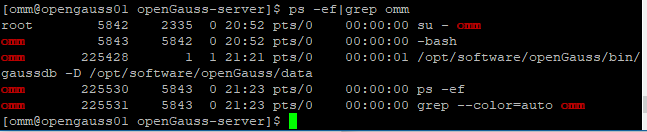 [omm@opengauss01 openGauss-server]$ ps -ef|grep omm
root 5842 2335 0 20:52 pts/0 00:00:00 su - omm
omm 5843 5842 0 20:52 pts/0 00:00:00 -bash
omm 225428 1 1 21:21 pts/0 00:00:01 /opt/software/openGauss/bin/
gaussdb -D /opt/software/openGauss/data
omm 225530 5843 0 21:23 pts/0 00:00:00 ps -ef
omm 225531 5843 0 21:23 pts/0 00:00:00 grep --color=auto omm
[omm@opengauss01 openGauss-server]$